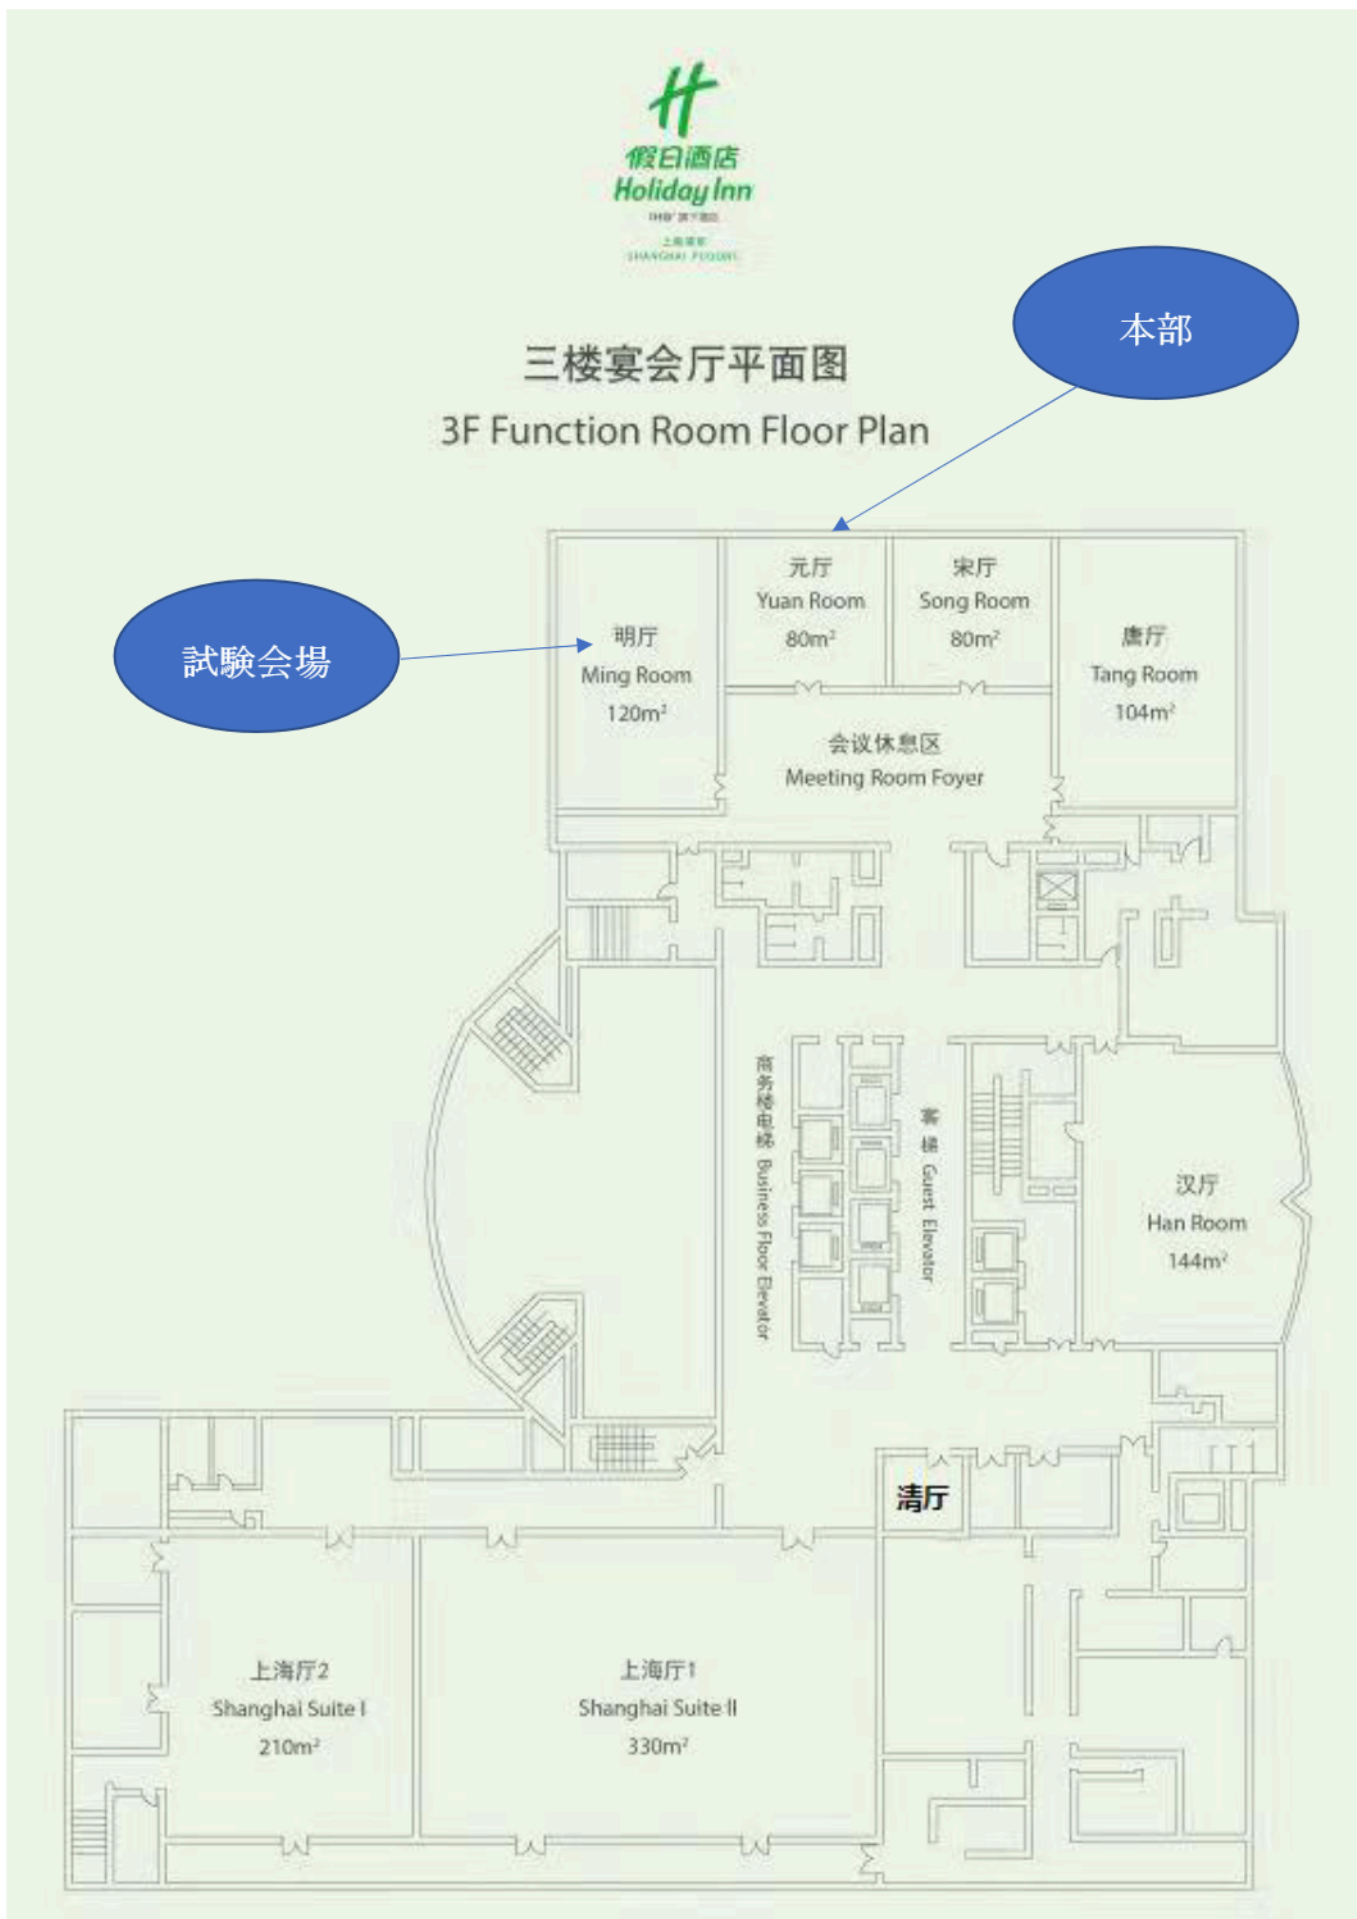 假日酒店
Holiday Inn
SHANGHAI PUDONG
本部
三楼宴会厅平面图
3F Function Room Floor Plan
元厅
Yuan Room
80m²
宋厅
Song Room
80m²
試験会場
明厅
Ming Room
120m²
唐厅
Tang Room
104m²
会议休息区
Meeting Room Foyer
商务楼电梯 Business Floor Elevator
客梯 Guest Elevator
汉厅
Han Room
144m²
清厅
上海厅2
Shanghai Suite I
210m²
上海厅1
Shanghai Suite II
330m²